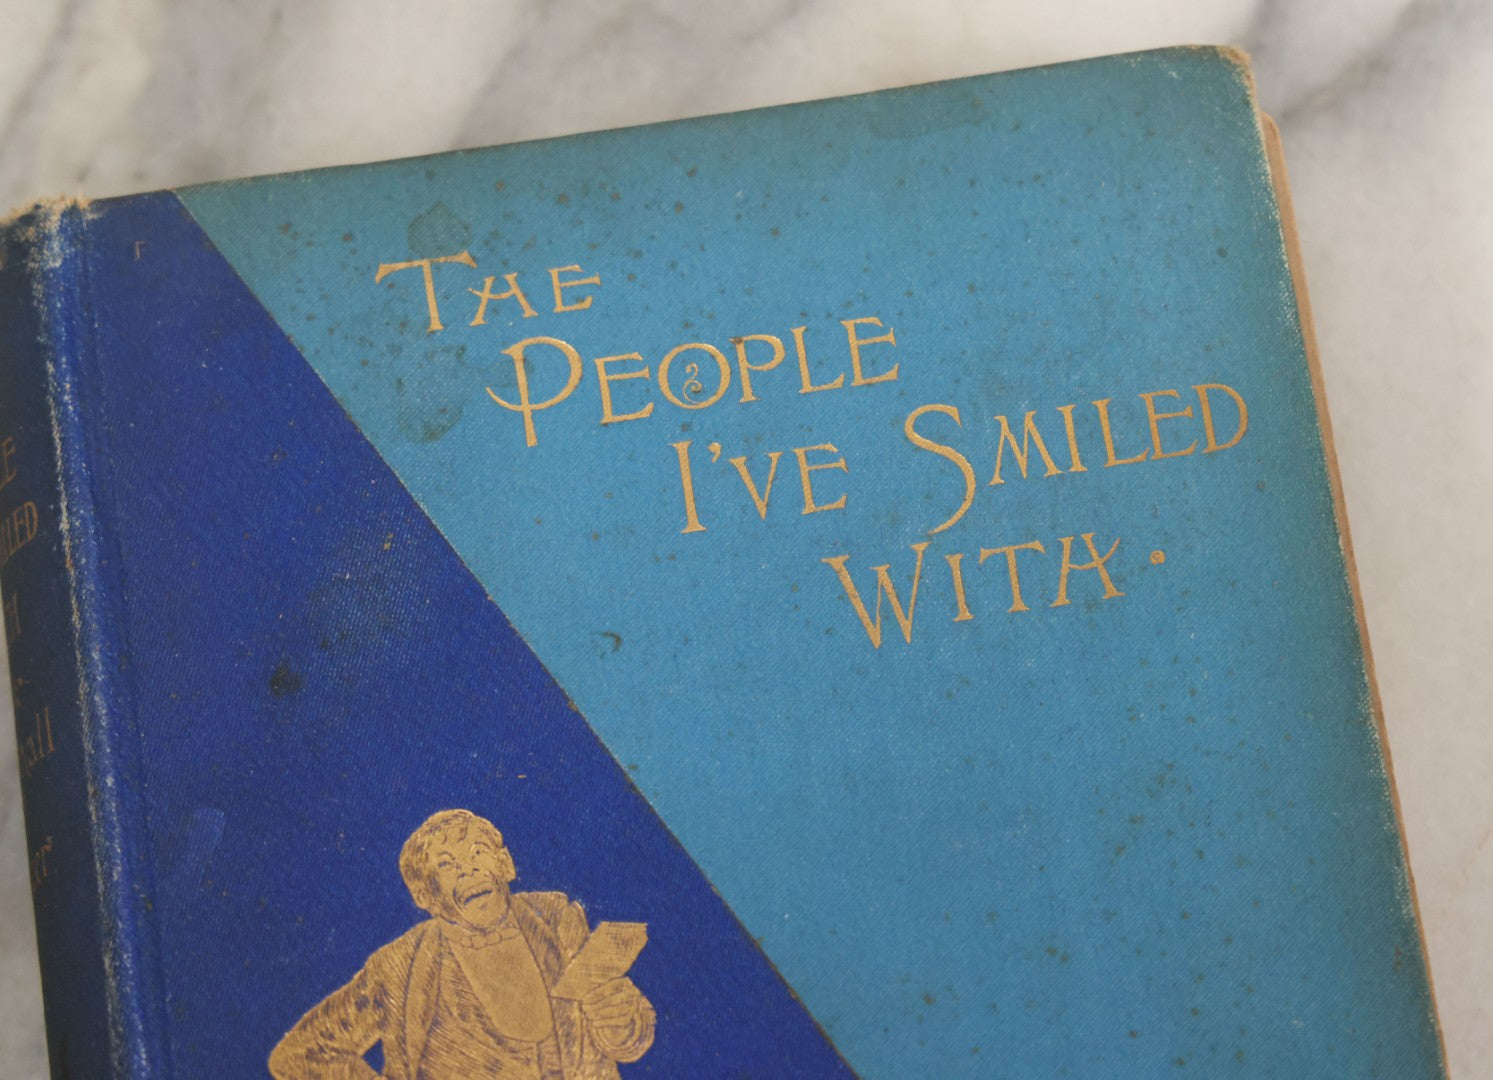 THE
PEOPLE
I'VE SMILED
WITH.